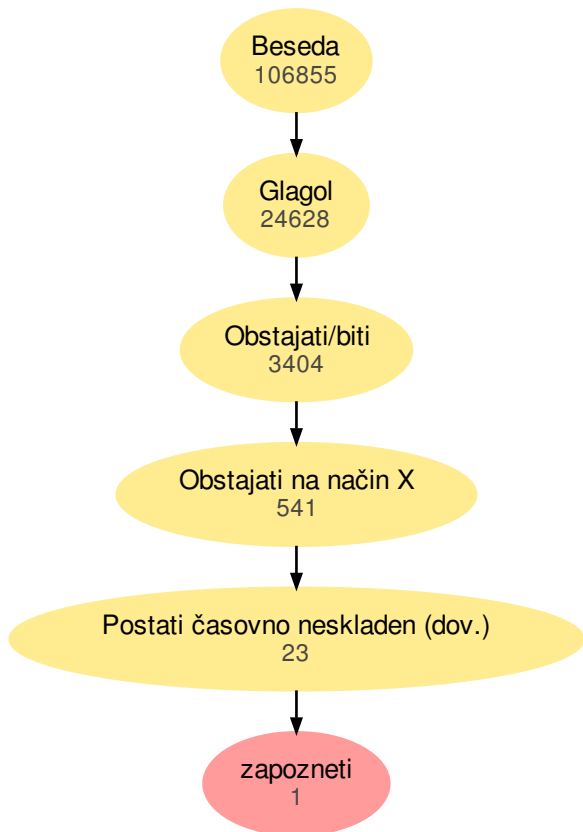 Beseda
106855
Glagol
24628
Obstajati/biti
3404
Obstajati na način X
541
Postati časovno neskladen (dov.)
23
zapozneti
1